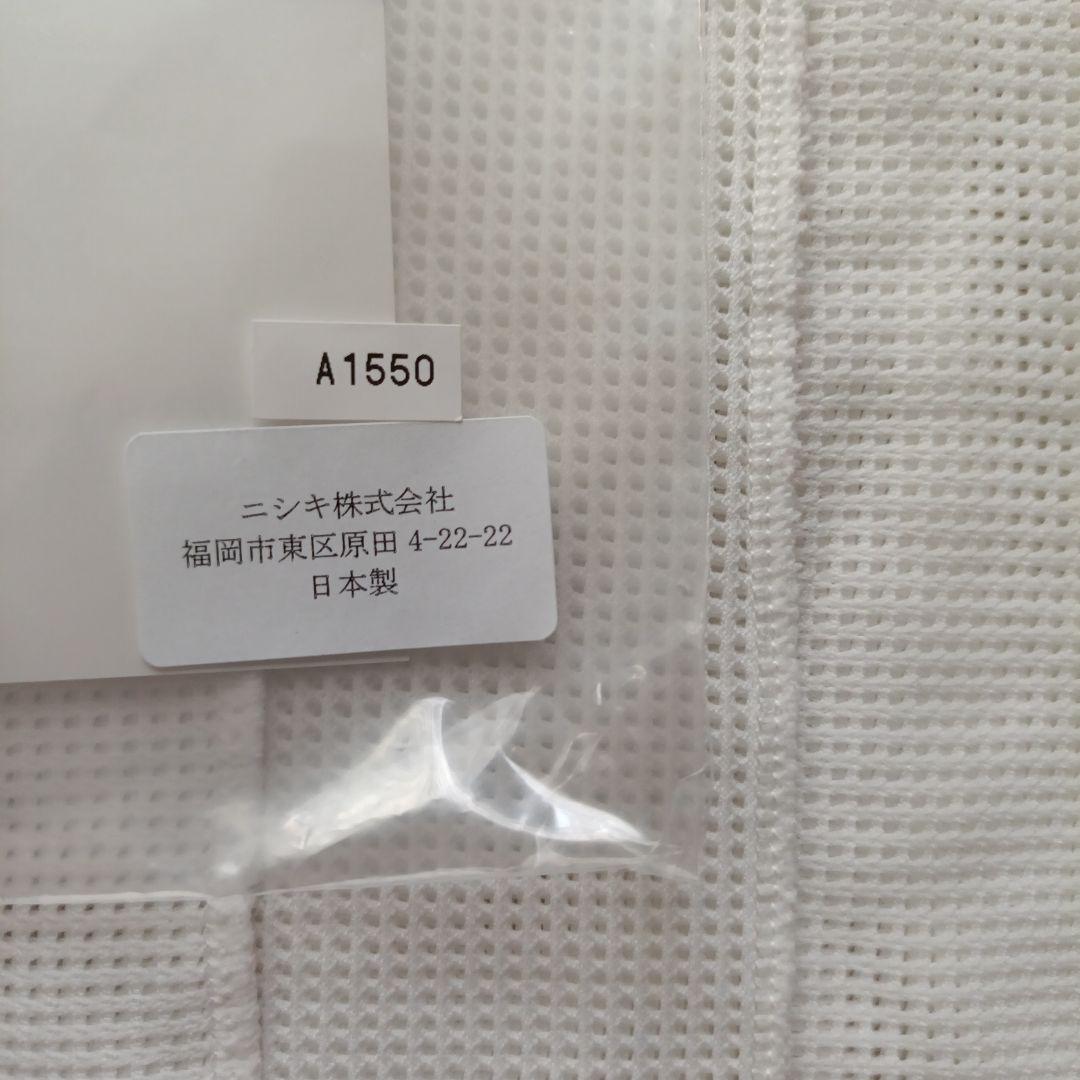 A1550
ニシキ株式会社
福岡市東区原田 4-22-22
日本製